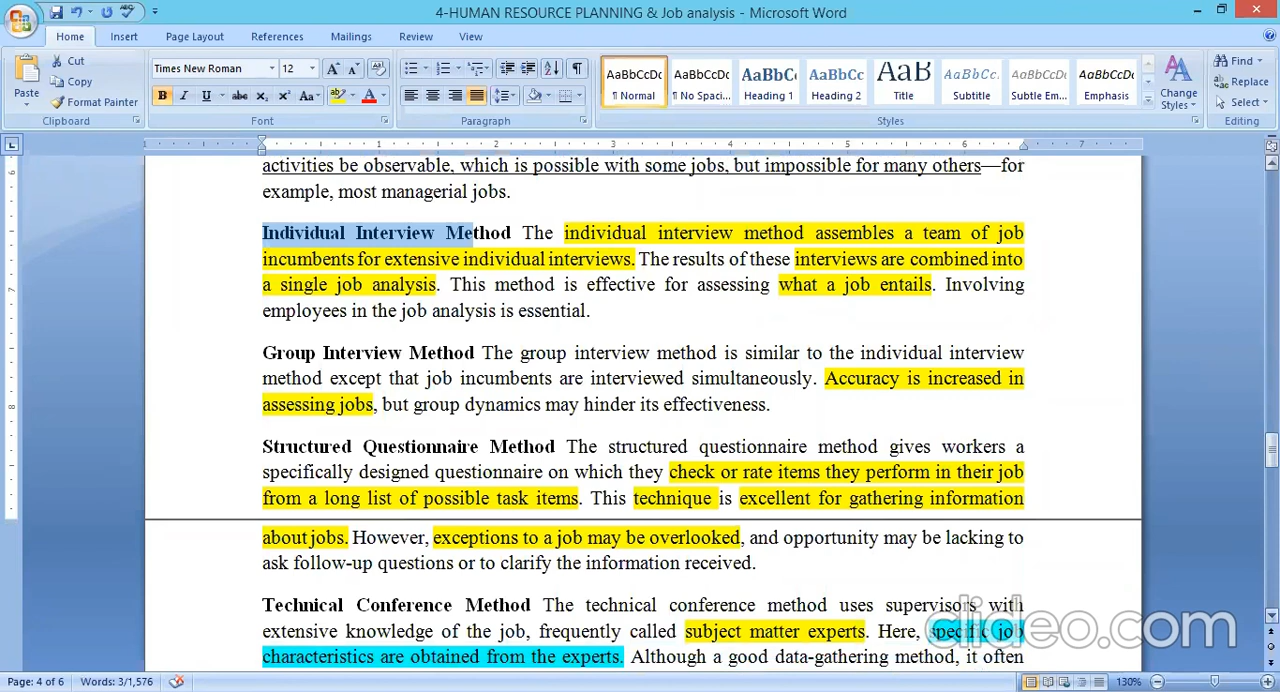 4-HUMAN RESOURCE PLANNING & Job analysis - Microsoft Word
Home Insert Page Layout References Mailings Review View
Paste
Cut
Copy
Format Painter
Clipboard
Times New Roman 12
Font
Paragraph
AaBbCcDc AaBbCcDc AaBbC AaBbCc AaB AaBbCc. AaBbCcDc AaBbCcDc
¶ Normal ¶ No Spaci... Heading 1 Heading 2 Title Subtitle Subtle Em... Emphasis
Change Styles
Styles
Find
Replace
Select
Editing
1 1 2 3 4 5 6 7
activities be observable, which is possible with some jobs, but impossible for many others—for
example, most managerial jobs.
Individual Interview Method The individual interview method assembles a team of job
incumbents for extensive individual interviews. The results of these interviews are combined into
a single job analysis. This method is effective for assessing what a job entails. Involving
employees in the job analysis is essential.
Group Interview Method The group interview method is similar to the individual interview
method except that job incumbents are interviewed simultaneously. Accuracy is increased in
assessing jobs, but group dynamics may hinder its effectiveness.
Structured Questionnaire Method The structured questionnaire method gives workers a
specifically designed questionnaire on which they check or rate items they perform in their job
from a long list of possible task items. This technique is excellent for gathering information
about jobs. However, exceptions to a job may be overlooked, and opportunity may be lacking to
ask follow-up questions or to clarify the information received.
Technical Conference Method The technical conference method uses supervisors with
extensive knowledge of the job, frequently called subject matter experts. Here, specific job
characteristics are obtained from the experts. Although a good data-gathering method, it often
clideo.com
Page: 4 of 6 Words: 3/1,576 130%